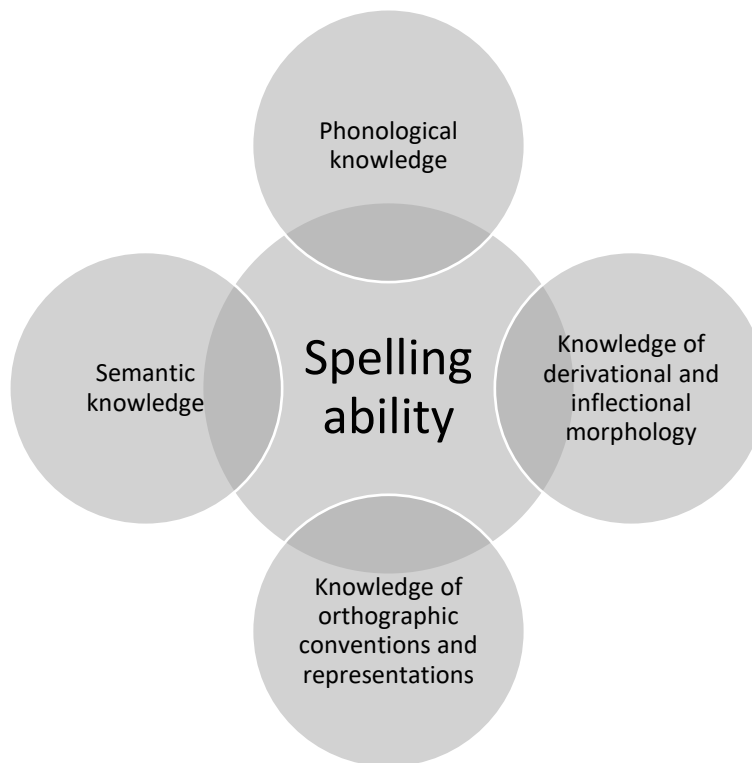 Phonological
knowledge
Semantic
knowledge
Spelling
ability
Knowledge of
derivational and
inflectional
morphology
Knowledge of
orthographic
conventions and
representations